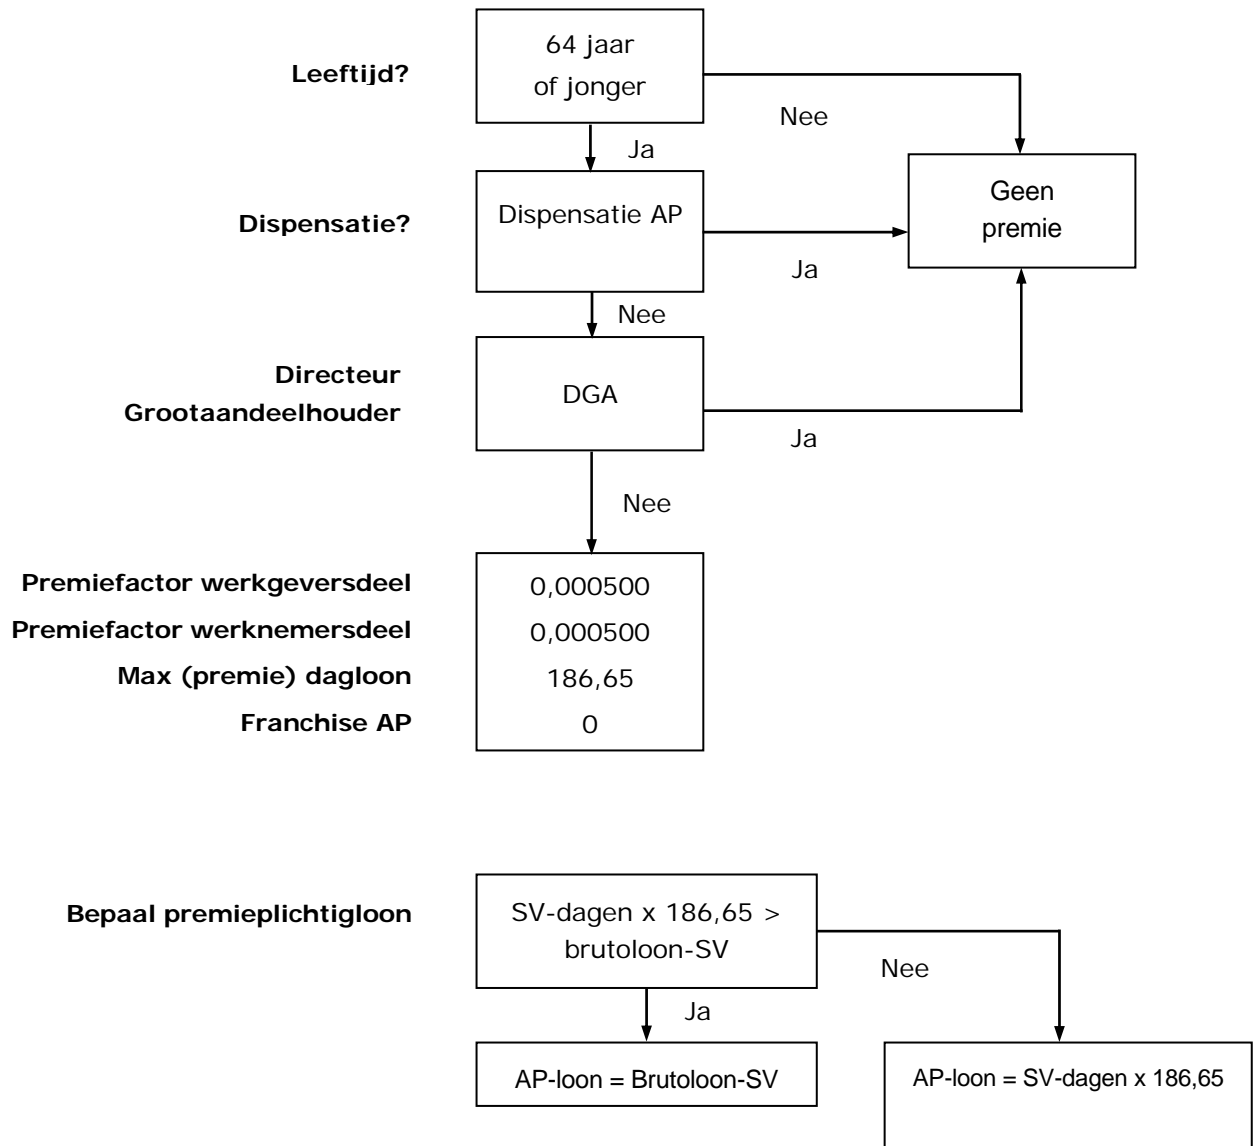 64 jaar
of jonger
Leeftijd?
Nee
Ja
Geen
premie
Dispensatie?
Dispensatie AP
Ja
Nee
Directeur
Grootaandeelhouder
DGA
Ja
Nee
Premiefactor werkgeversdeel
0,000500
Premiefactor werknemersdeel
0,000500
Max (premie) dagloon
186,65
Franchise AP
0
Bepaal premieplichtigloon
SV-dagen x 186,65 >
brutoloon-SV
Nee
Ja
AP-loon = Brutoloon-SV
AP-loon = SV-dagen x 186,65